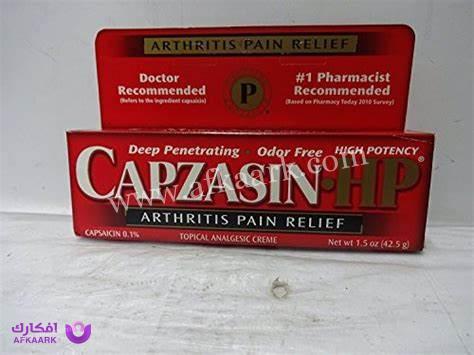 ARTHRITIS PAIN RELIEF
Doctor
Recommended
(Refers to the ingredient capsaicin)
P
#1 Pharmacist
Recommended
(Based on Pharmacy Today 2010 Survey)
Deep Penetrating • Odor Free HIGH POTENCY
CAPZASIN•HP®
www.afkaark.com
ARTHRITIS PAIN RELIEF
CAPSAICIN 0.1% TOPICAL ANALGESIC CREME Net wt 1.5 oz (42.5 g)
افكارك
AFKAARK